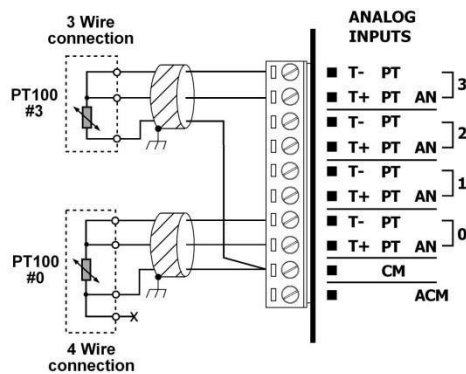 3 Wire
connection
PT100
#3
PT100
#0
4 Wire
connection
ANALOG
INPUTS
T- PT
T+ PT AN
3
T- PT
T+ PT AN
2
T- PT
T+ PT AN
1
T- PT
T+ PT AN
0
CM
ACM